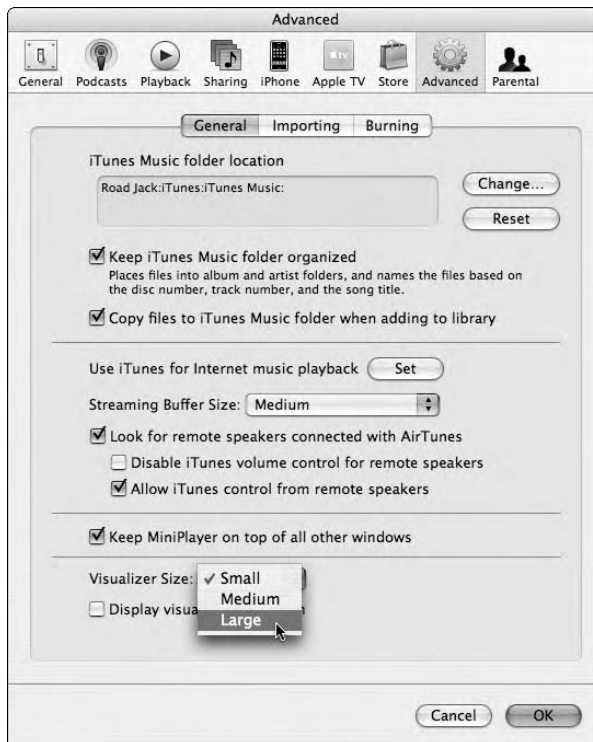 Advanced
General Podcasts Playback Sharing iPhone Apple TV Store Advanced Parental
General Importing Burning
iTunes Music folder location
Road Jack:iTunes:iTunes Music:
Change...
Reset
Keep iTunes Music folder organized
Places files into album and artist folders, and names the files based on
the disc number, track number, and the song title.
Copy files to iTunes Music folder when adding to library
Use iTunes for Internet music playback Set
Streaming Buffer Size: Medium
Look for remote speakers connected with AirTunes
Disable iTunes volume control for remote speakers
Allow iTunes control from remote speakers
Keep MiniPlayer on top of all other windows
Visualizer Size: Small
Medium
Display Large
Cancel OK